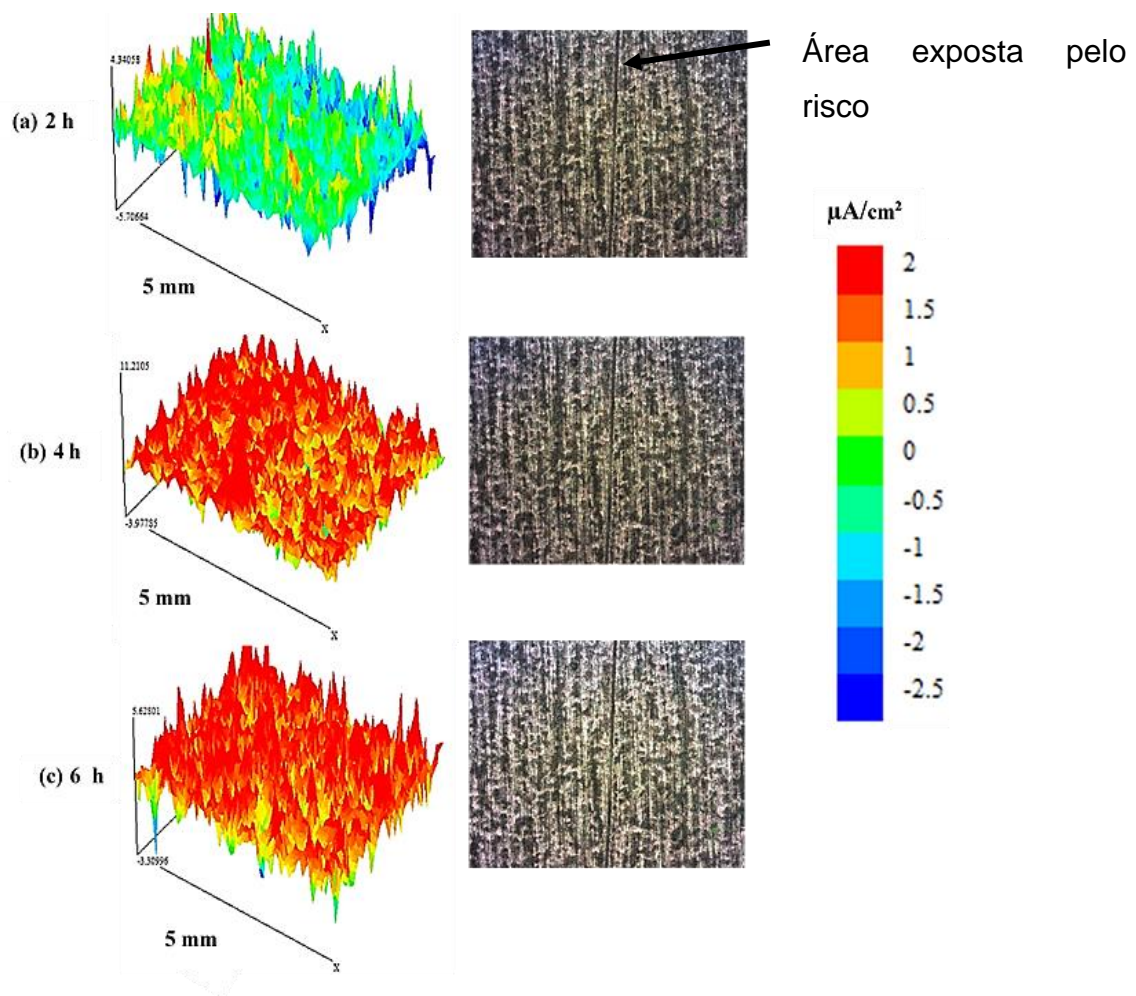 Área exposta pelo
risco
4.34058
(a) 2 h
-5.70664
5 mm
x
11.2105
(b) 4 h
-3.97785
5 mm
x
5.62801
(c) 6 h
-3.30996
5 mm
x
µA/cm²
2
1.5
1
0.5
0
-0.5
-1
-1.5
-2
-2.5